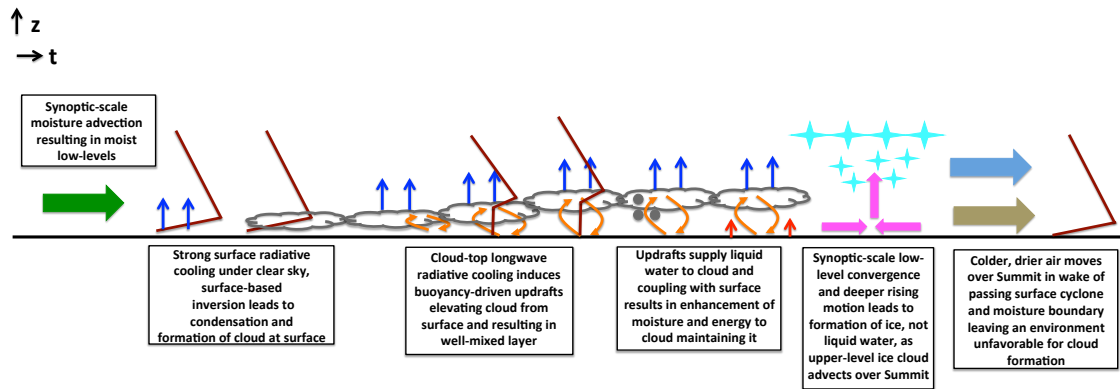 z
t
Synoptic-scale
moisture advection
resulting in moist
low-levels
Strong surface radiative
cooling under clear sky,
surface-based
inversion leads to
condensation and
formation of cloud at surface
Cloud-top longwave
radiative cooling induces
buoyancy-driven updrafts
elevating cloud from
surface and resulting in
well-mixed layer
Updrafts supply liquid
water to cloud and
coupling with surface
results in enhancement of
moisture and energy to
cloud maintaining it
Synoptic-scale low-
level convergence
and deeper rising
motion leads to
formation of ice, not
liquid water, as
upper-level ice cloud
advects over Summit
Colder, drier air moves
over Summit in wake of
passing surface cyclone
and moisture boundary
leaving an environment
unfavorable for cloud
formation